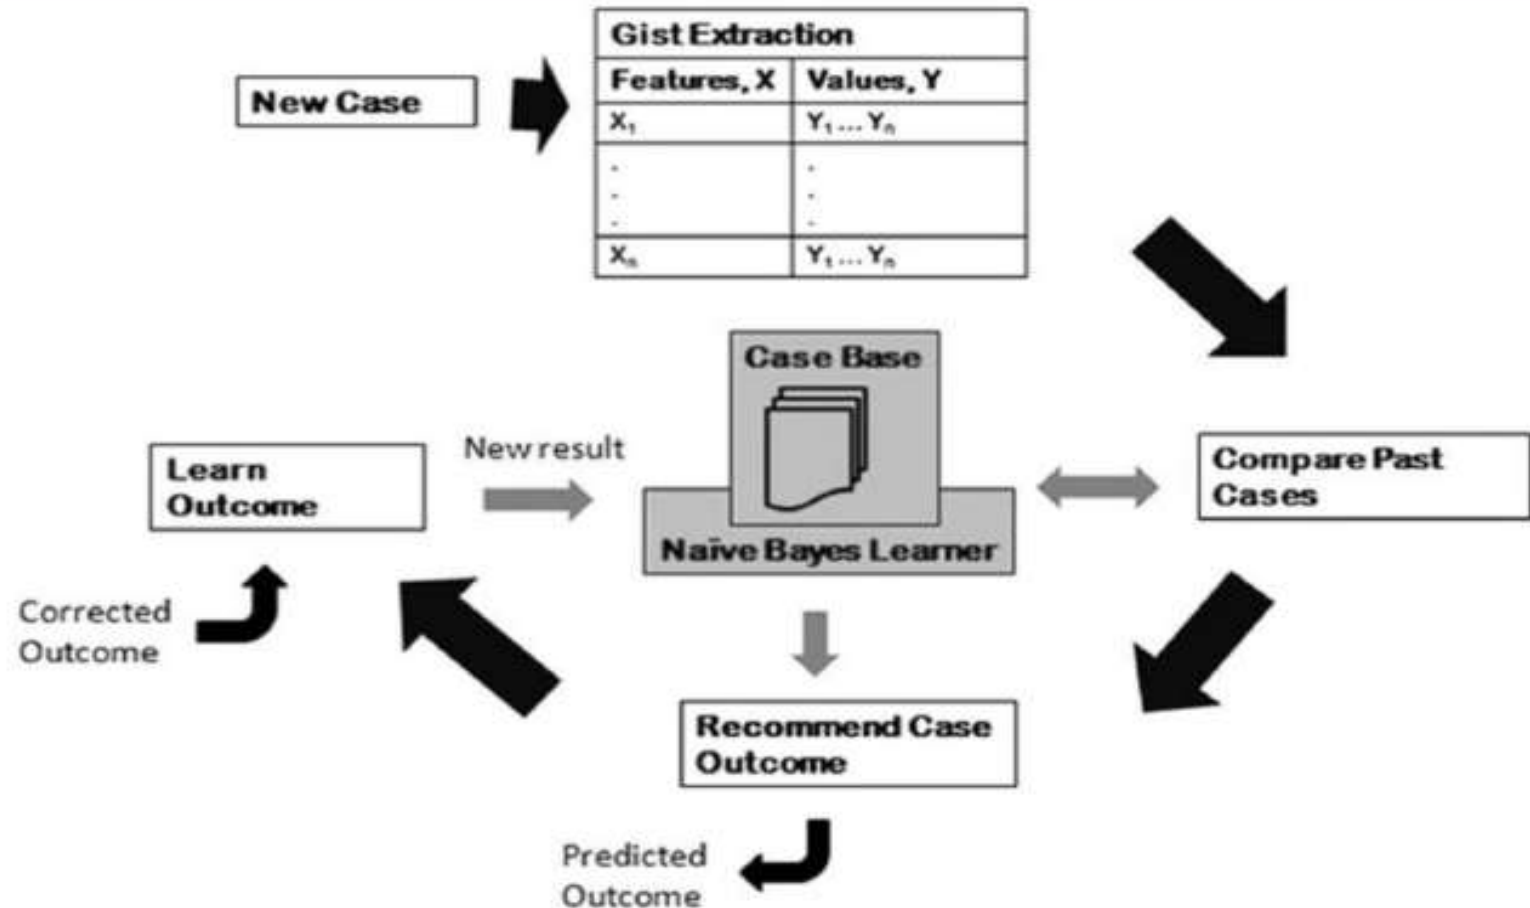 Gist Extraction
New Case
Features, X Values, Y
X₁ Y₁ ... Yₙ
.
.
.
.
.
.
Xₙ Y₁ ... Yₙ
Case Base
Learn
Outcome
New result
Compare Past
Cases
Naïve Bayes Learner
Corrected
Outcome
Recommend Case
Outcome
Predicted
Outcome